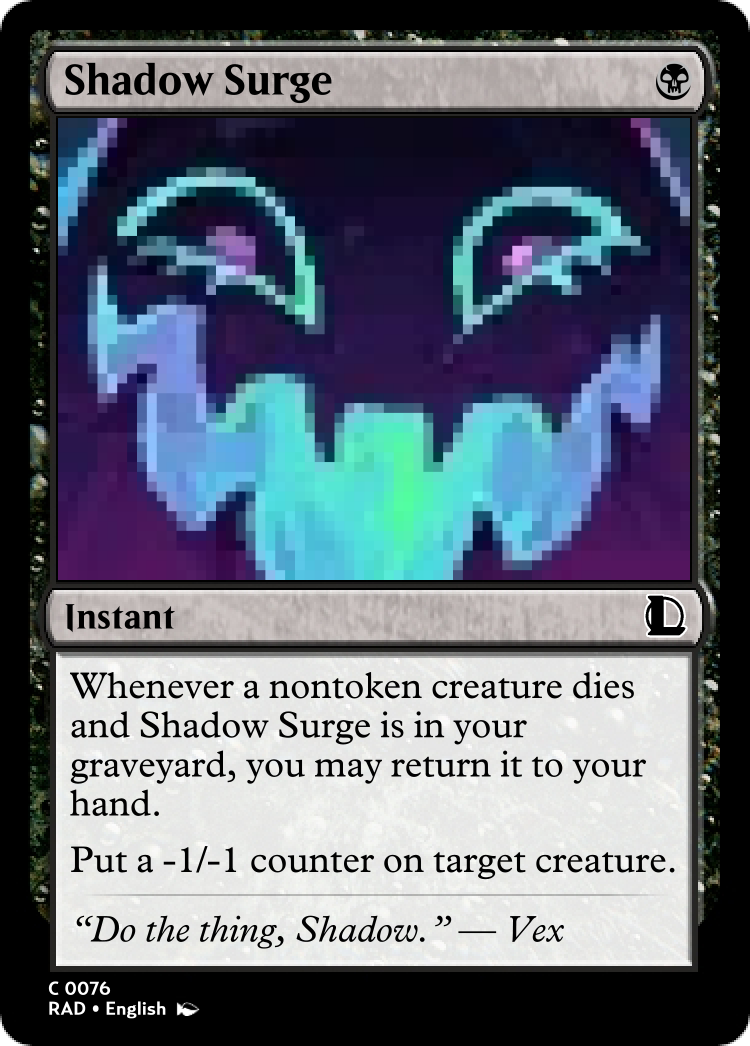 Shadow Surge
Instant
Whenever a nontoken creature dies
and Shadow Surge is in your
graveyard, you may return it to your
hand.
Put a -1/-1 counter on target creature.
“Do the thing, Shadow.” — Vex
C 0076
RAD • English